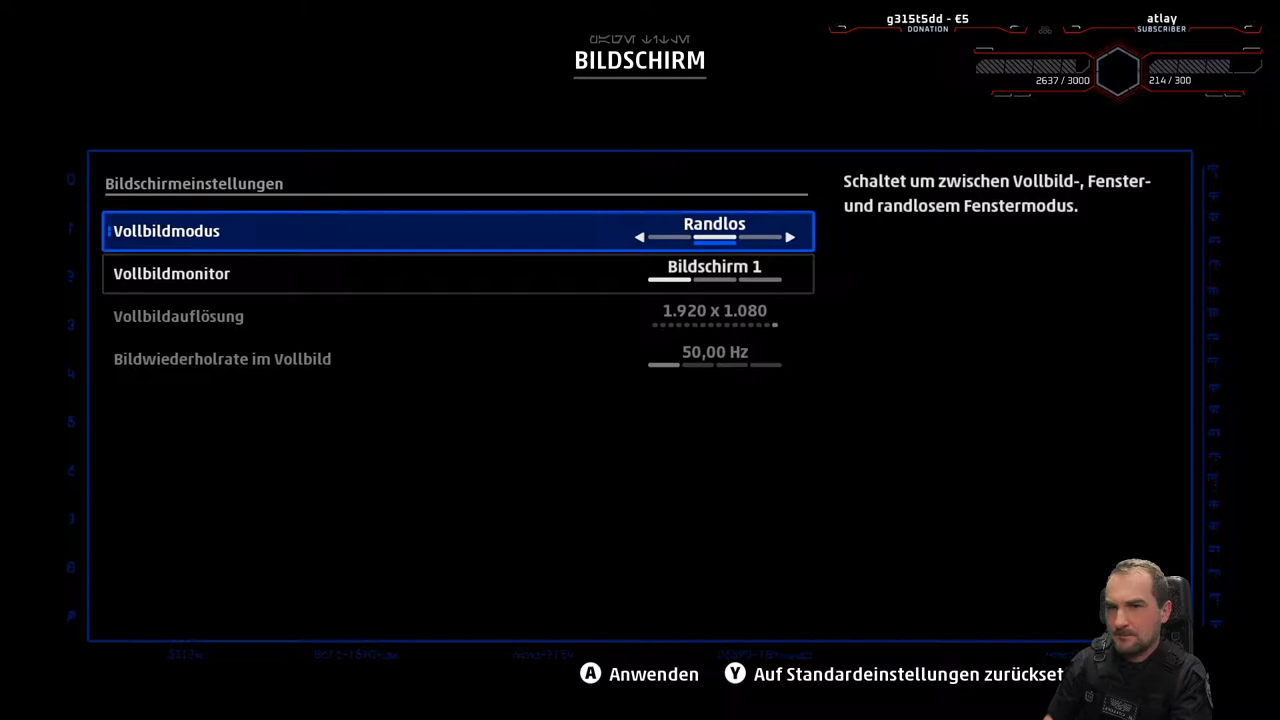 g315t5dd - €5
DONATION
atlay
SUBSCRIBER
2637 / 3000
214 / 300
BILDSCHIRM
Bildschirmeinstellungen
Vollbildmodus
Randlos
Vollbildmonitor
Bildschirm 1
Vollbildauflösung
1.920 x 1.080
Bildwiederholrate im Vollbild
50,00 Hz
Schaltet um zwischen Vollbild-, Fenster-
und randlosem Fenstermodus.
A Anwenden
Y Auf Standardeinstellungen zurückset